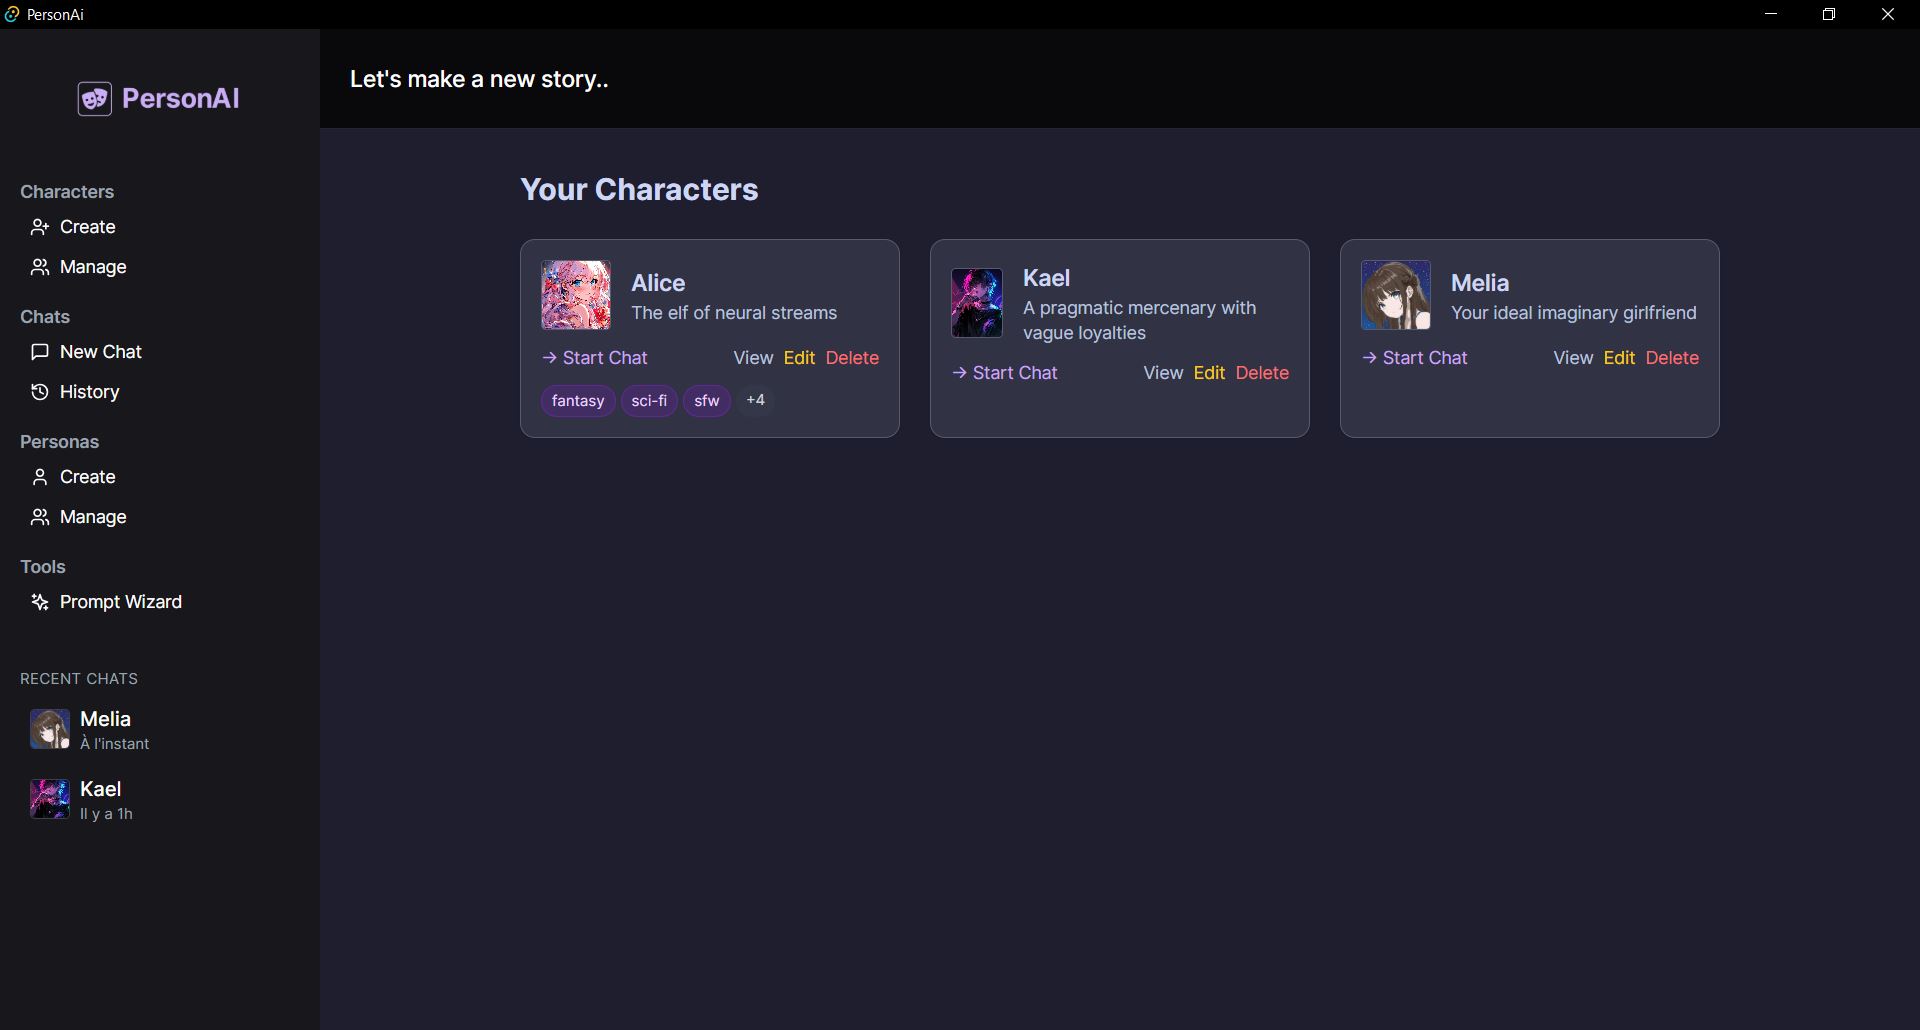 PersonAi
PersonAI
Let's make a new story..
Characters
Create
Manage
Chats
New Chat
History
Personas
Create
Manage
Tools
Prompt Wizard
RECENT CHATS
Melia
À l'instant
Kael
Il y a 1h
Your Characters
Alice
The elf of neural streams
Start Chat View Edit Delete
fantasy sci-fi sfw +4
Kael
A pragmatic mercenary with
vague loyalties
Start Chat View Edit Delete
Melia
Your ideal imaginary girlfriend
Start Chat View Edit Delete